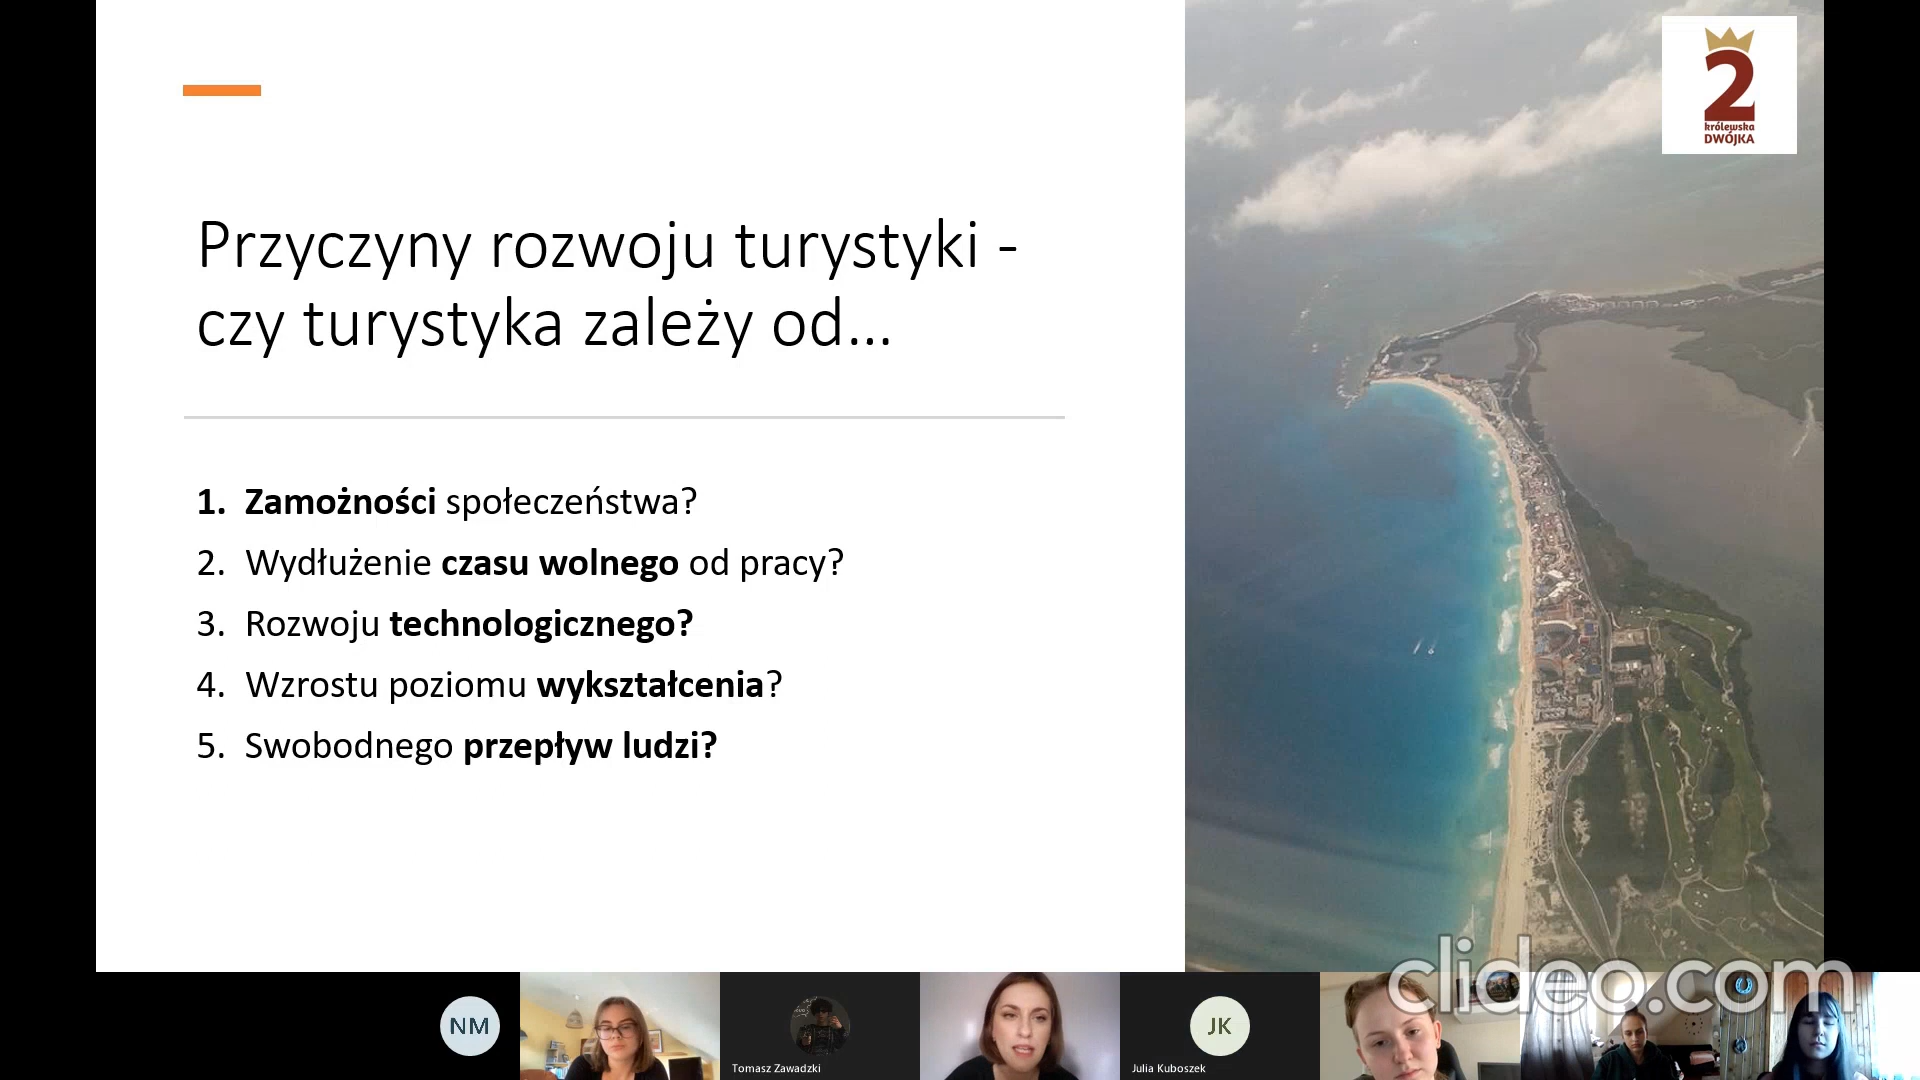 2
królewska
DWÓJKA
Przyczyny rozwoju turystyki -
czy turystyka zależy od...
1. Zamożności społeczeństwa?
2. Wydłużenie czasu wolnego od pracy?
3. Rozwoju technologicznego?
4. Wzrostu poziomu wykształcenia?
5. Swobodnego przepływ ludzi?
clideo.com
NM
Tomasz Zawadzki
JK
Julia Kuboszek